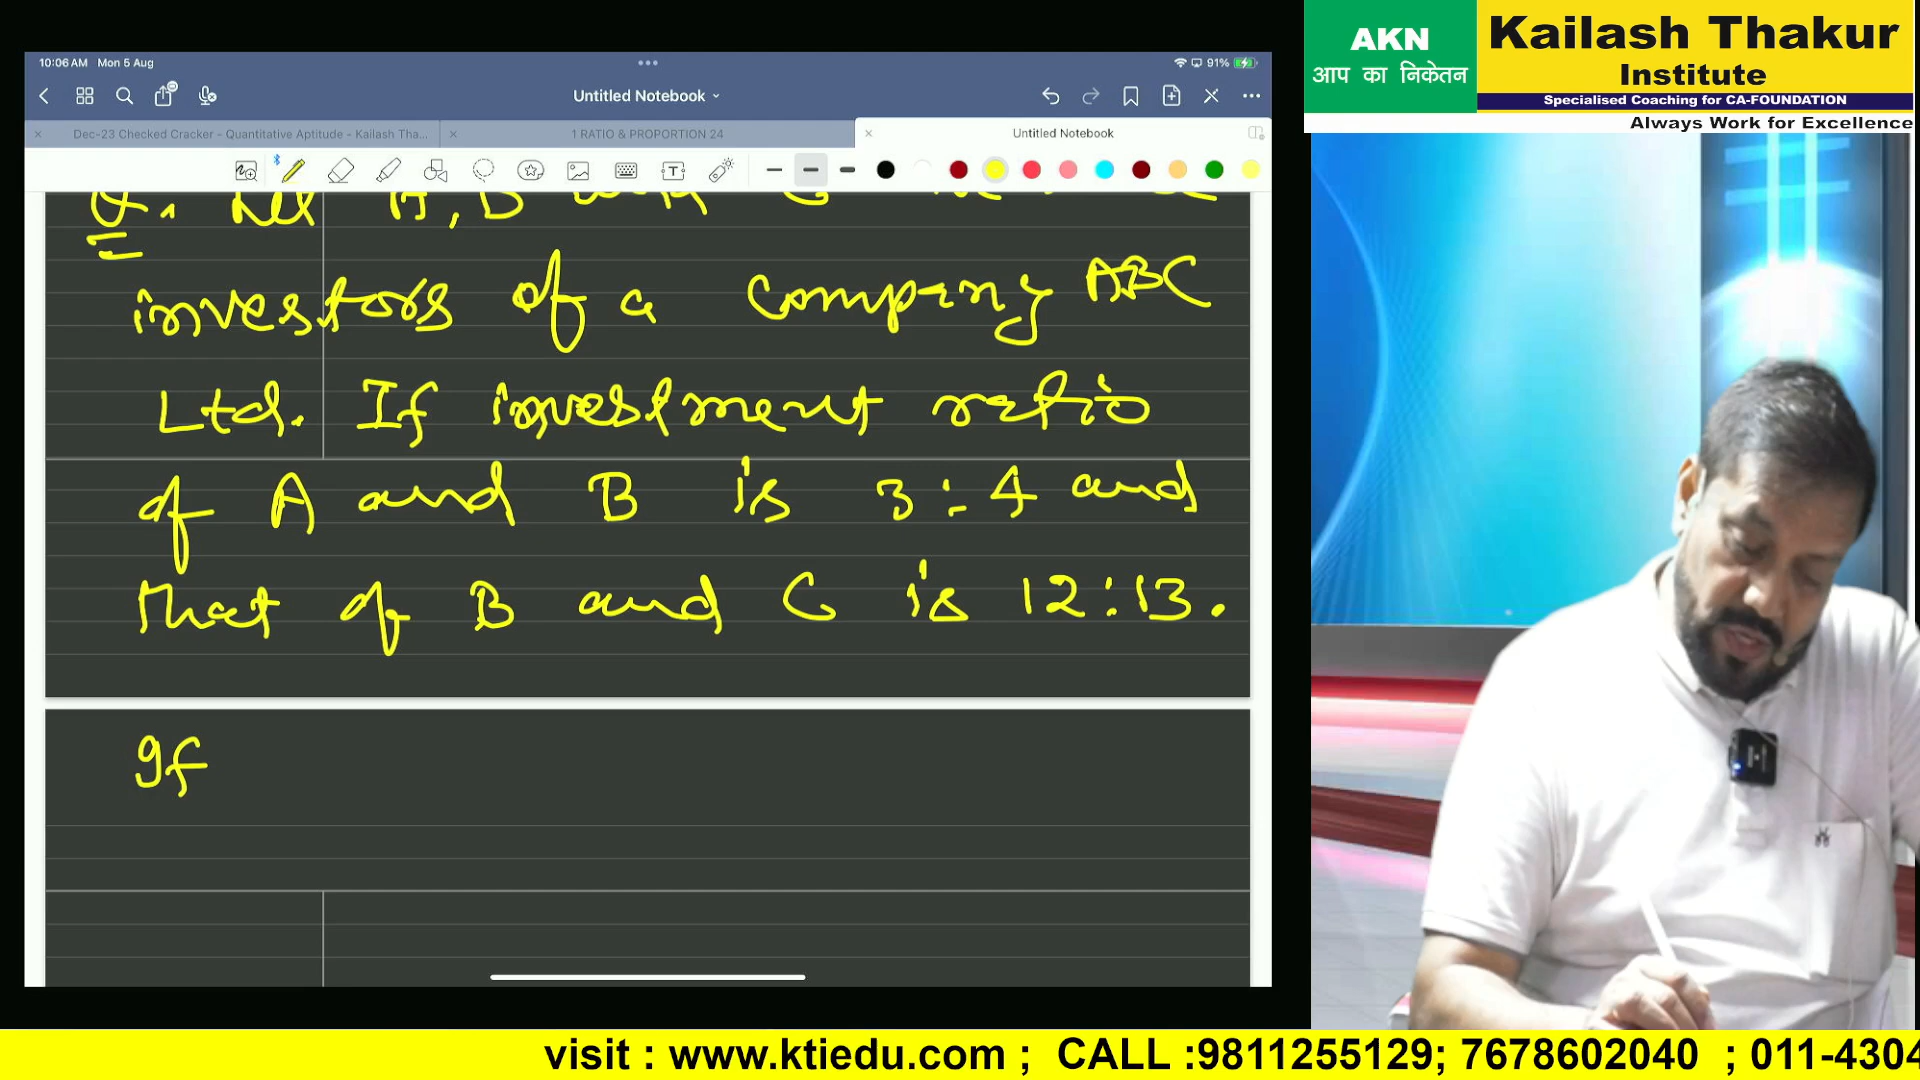 AKN
आप का निकेतन
Kailash Thakur
Institute
Specialised Coaching for CA-FOUNDATION
Always Work for Excellence
10:06 AM Mon 5 Aug
91%
Untitled Notebook
Dec-23 Checked Cracker - Quantitative Aptitude - Kailash Tha...
1 RATIO & PROPORTION 24
Untitled Notebook
Q. Let A, B and C
investors of a company ABC
Ltd. If investment ratio
of A and B is 3:4 and
that of B and C is 12:13.
If
visit : www.ktiedu.com ; CALL :9811255129; 7678602040 ; 011-4304